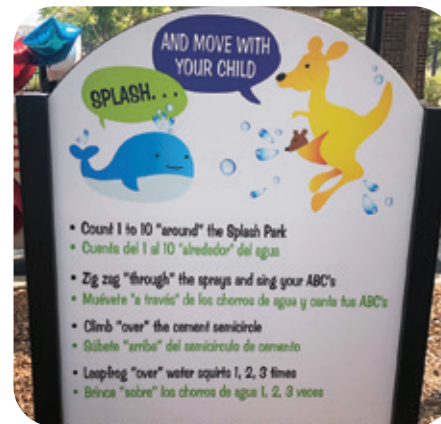 AND MOVE WITH
YOUR CHILD
SPLASH. . .
• Count 1 to 10 "around" the Splash Park
• Cuente del 1 al 10 "alrededor" del agua
• Zig zag "through" the sprays and sing your ABC's
• Muévete "a través" de los chorros de agua y canta tus ABC's
• Climb "over" the cement semicircle
• Súbete "arriba" del semicírculo de cemento
• Leapfrog "over" water squirts 1, 2, 3 times
• Brinca "sobre" los chorros de agua 1, 2, 3 veces